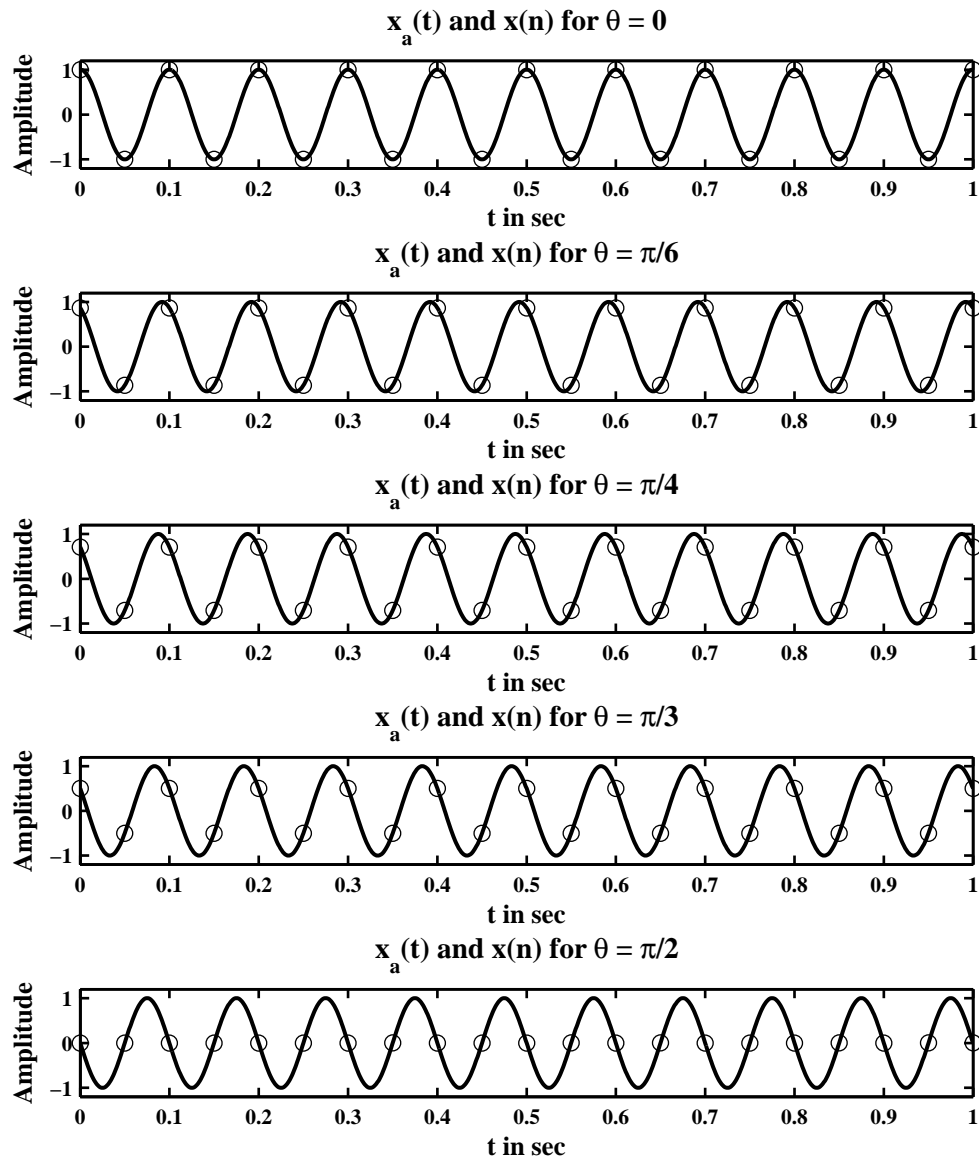 x_a(t) and x(n) for θ = 0
Amplitude
1
0
−1
0 0.1 0.2 0.3 0.4 0.5 0.6 0.7 0.8 0.9 1
t in sec
x_a(t) and x(n) for θ = π/6
Amplitude
1
0
−1
0 0.1 0.2 0.3 0.4 0.5 0.6 0.7 0.8 0.9 1
t in sec
x_a(t) and x(n) for θ = π/4
Amplitude
1
0
−1
0 0.1 0.2 0.3 0.4 0.5 0.6 0.7 0.8 0.9 1
t in sec
x_a(t) and x(n) for θ = π/3
Amplitude
1
0
−1
0 0.1 0.2 0.3 0.4 0.5 0.6 0.7 0.8 0.9 1
t in sec
x_a(t) and x(n) for θ = π/2
Amplitude
1
0
−1
0 0.1 0.2 0.3 0.4 0.5 0.6 0.7 0.8 0.9 1
t in sec